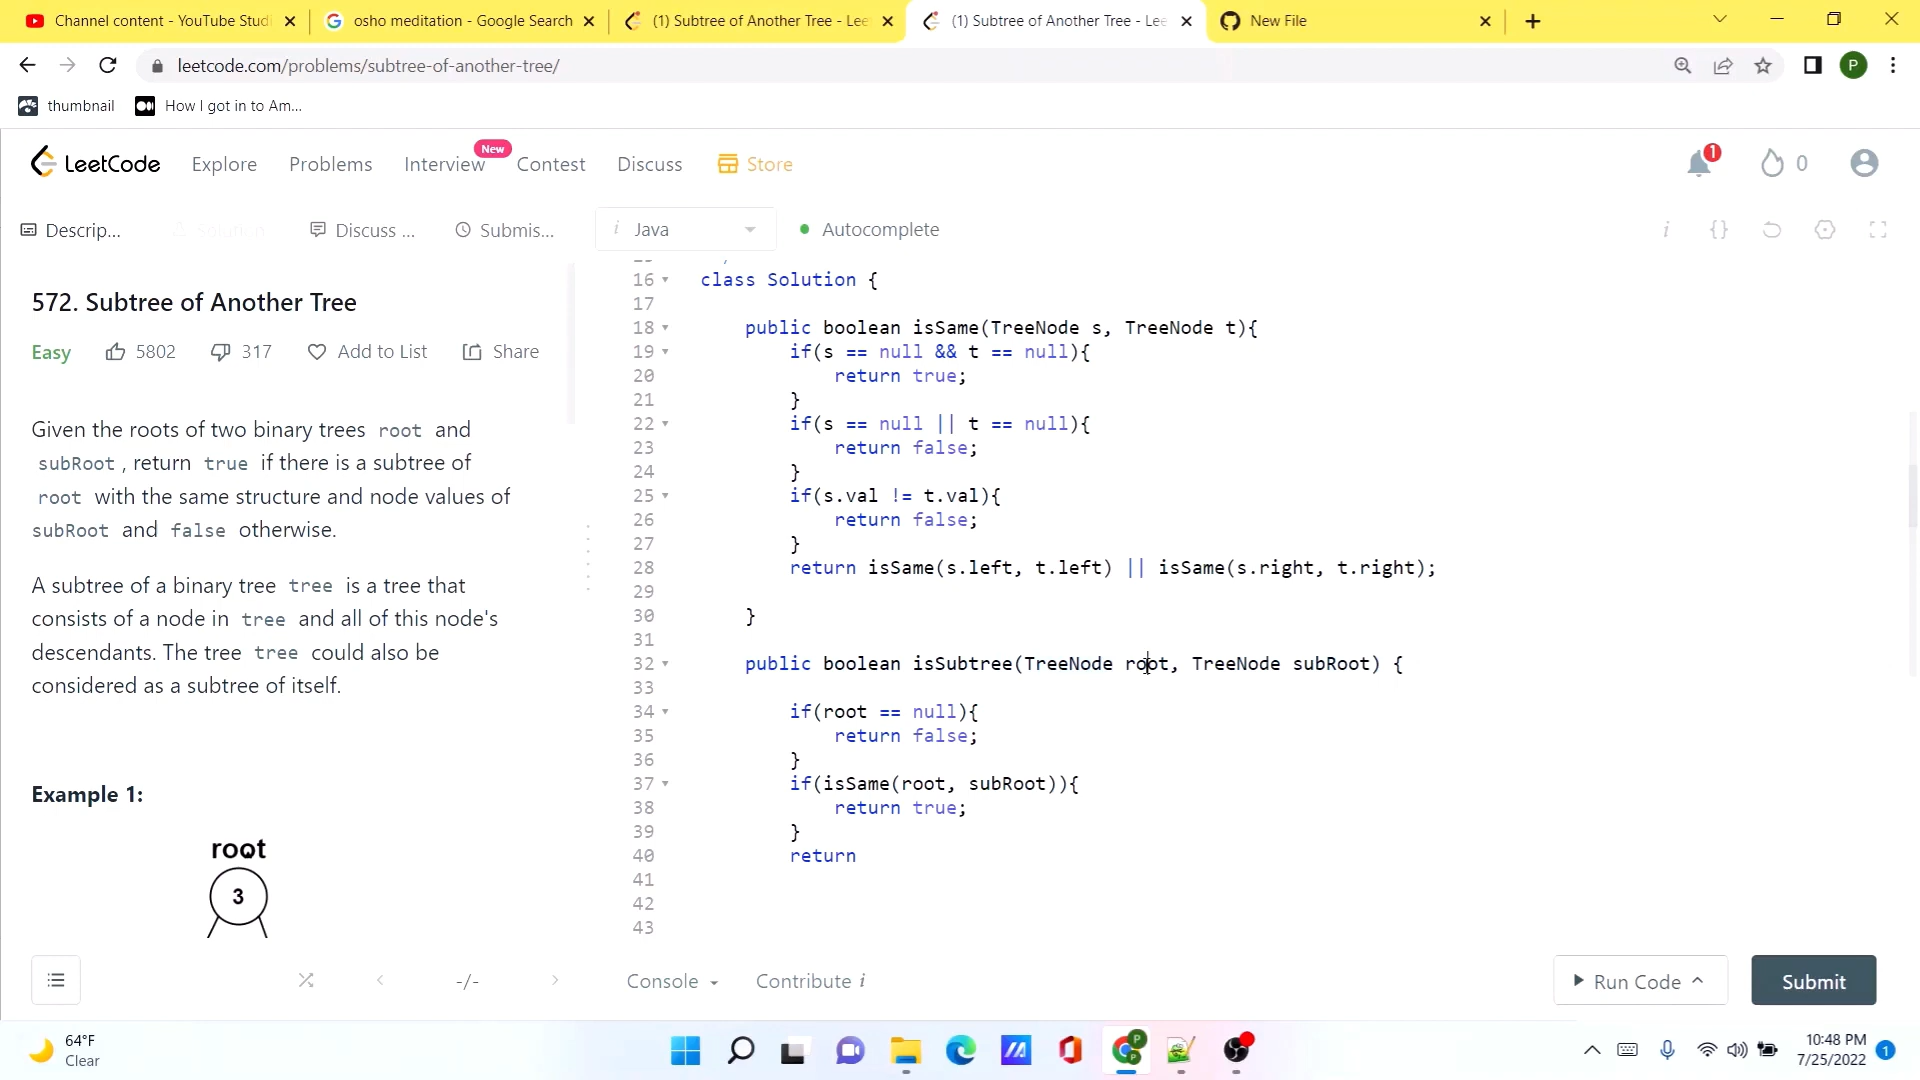 Channel content - YouTube Studi
osho meditation - Google Search
(1) Subtree of Another Tree - Lee
(1) Subtree of Another Tree - Lee
New File
leetcode.com/problems/subtree-of-another-tree/
P
thumbnail
How I got in to Am...
LeetCode
Explore
Problems
Interview
New
Contest
Discuss
Store
1
0
Descrip...
Solution
Discuss ...
Submis...
i Java
Autocomplete
i {}
572. Subtree of Another Tree
Easy
5802
317
Add to List
Share
Given the roots of two binary trees root and
subRoot, return true if there is a subtree of
root with the same structure and node values of
subRoot and false otherwise.
A subtree of a binary tree tree is a tree that
consists of a node in tree and all of this node's
descendants. The tree tree could also be
considered as a subtree of itself.
Example 1:
root
3
16 class Solution {
17
18 public boolean isSame(TreeNode s, TreeNode t){
19 if(s == null && t == null){
20 return true;
21 }
22 if(s == null || t == null){
23 return false;
24 }
25 if(s.val != t.val){
26 return false;
27 }
28 return isSame(s.left, t.left) || isSame(s.right, t.right);
29
30 }
31
32 public boolean isSubtree(TreeNode root, TreeNode subRoot) {
33
34 if(root == null){
35 return false;
36 }
37 if(isSame(root, subRoot)){
38 return true;
39 }
40 return
41
42
43
-/-
Console
Contribute i
Run Code
Submit
64°F
Clear
P
10:48 PM
7/25/2022
1